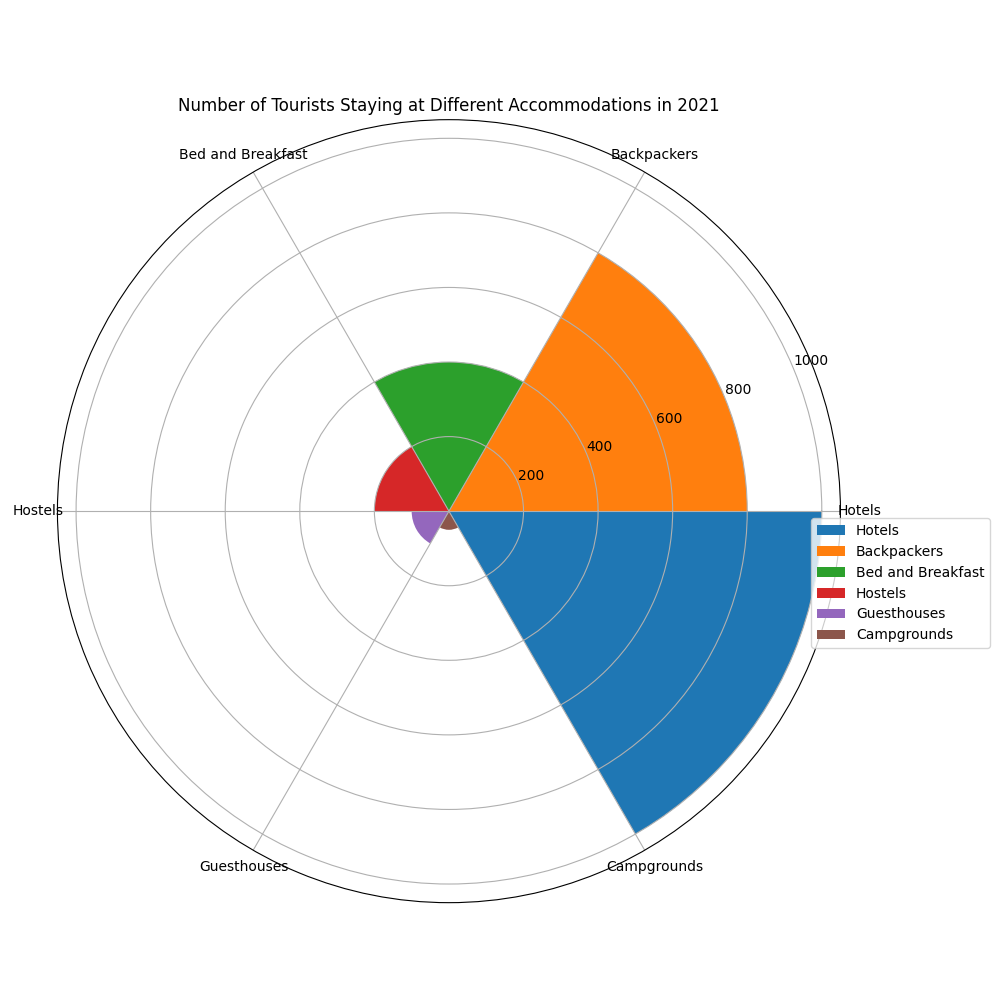 Number of Tourists Staying at Different Accommodations in 2021
Bed and Breakfast
Backpackers
1000
800
600
400
200
Hostels
Hotels
Hotels
Backpackers
Bed and Breakfast
Hostels
Guesthouses
Campgrounds
Guesthouses
Campgrounds